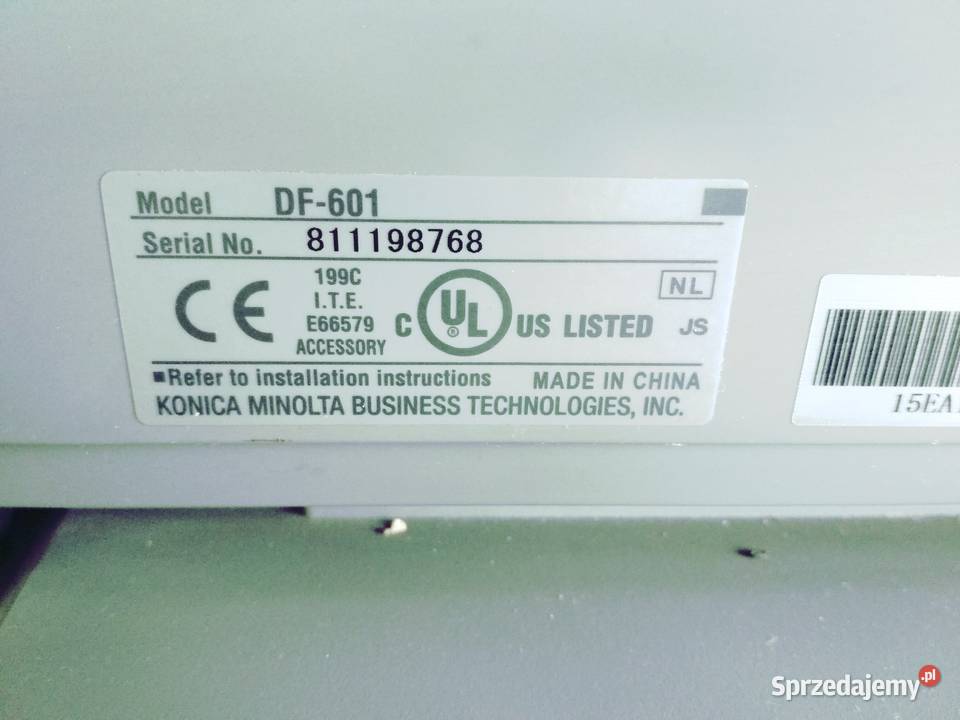 Model DF-601
Serial No. 811198768
CE
199C
I.T.E.
E66579
ACCESSORY
C UL ® US LISTED
NL
JS
■Refer to installation instructions MADE IN CHINA
KONICA MINOLTA BUSINESS TECHNOLOGIES, INC.
15EA
Sprzedajemy.pl